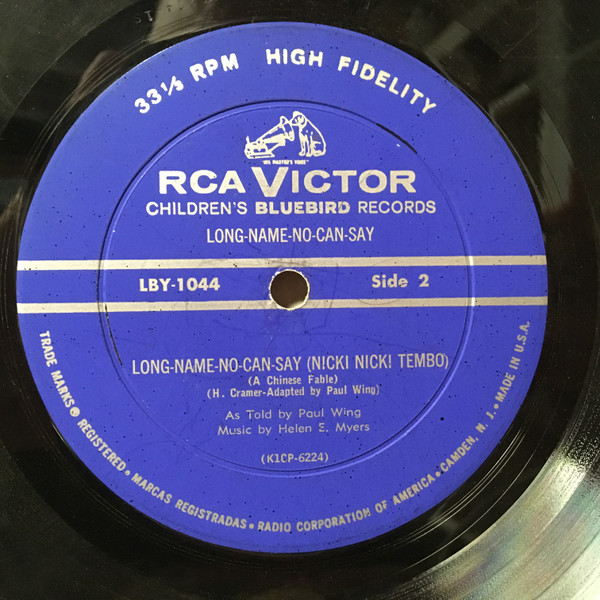 33⅓ RPM HIGH FIDELITY
"HIS MASTER'S VOICE"
RCA VICTOR
CHILDREN'S BLUEBIRD RECORDS
LONG-NAME-NO-CAN-SAY
LBY-1044 Side 2
LONG-NAME-NO-CAN-SAY (NICKI NICKI TEMBO)
(A Chinese Fable)
(H. Cramer-Adapted by Paul Wing)
As Told by Paul Wing
Music by Helen E. Myers
(K1CP-6224)
TRADE MARKS® REGISTERED • MARCAS REGISTRADAS • RADIO CORPORATION OF AMERICA • CAMDEN, N. J. • MADE IN U.S.A.